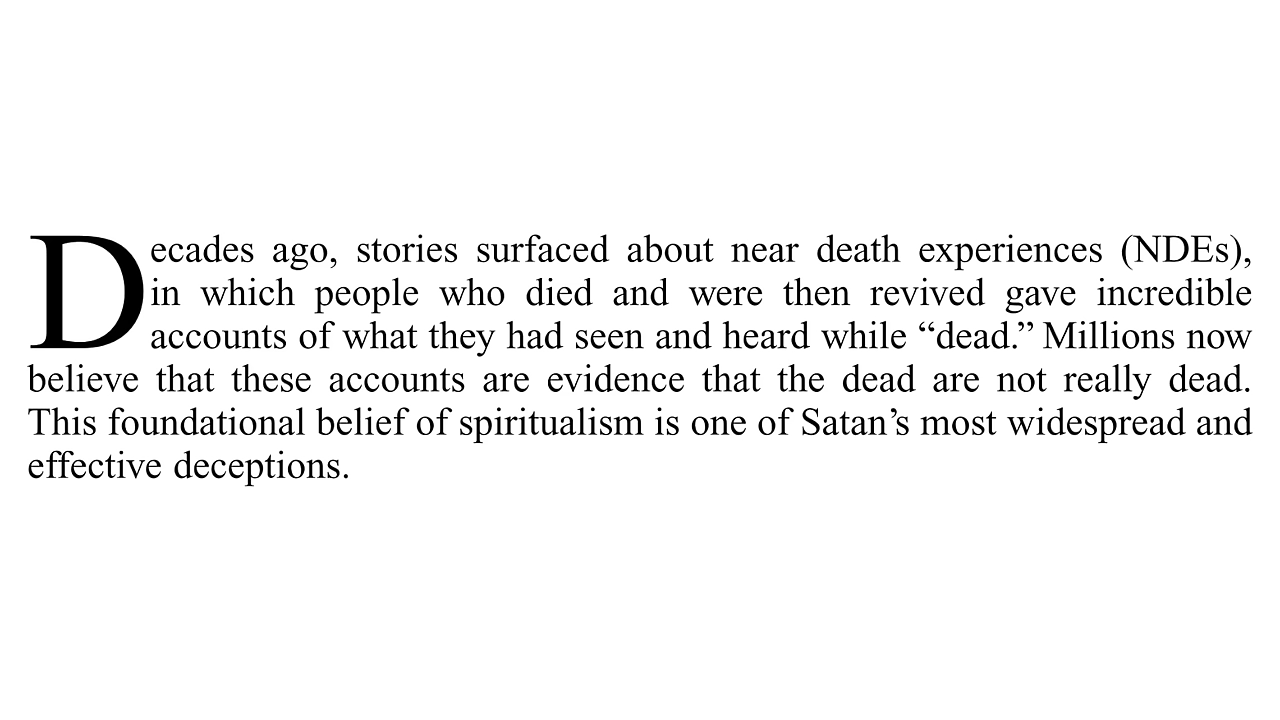 Decades ago, stories surfaced about near death experiences (NDEs),
in which people who died and were then revived gave incredible
accounts of what they had seen and heard while “dead.” Millions now
believe that these accounts are evidence that the dead are not really dead.
This foundational belief of spiritualism is one of Satan’s most widespread and
effective deceptions.